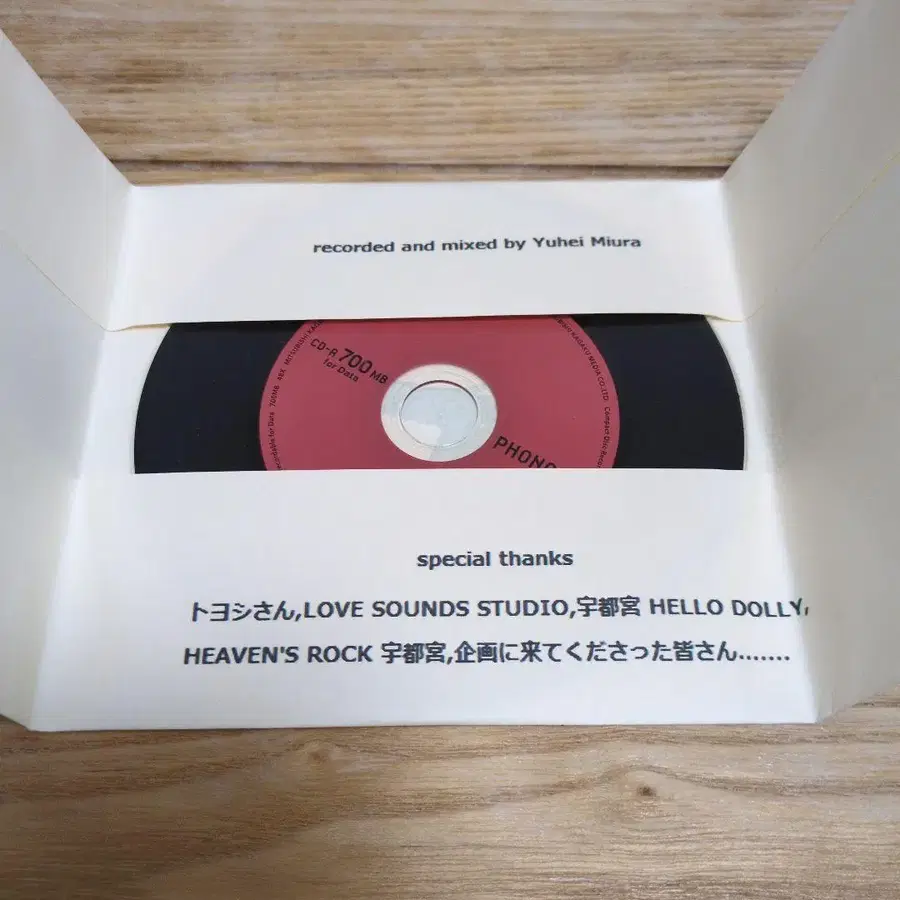 recorded and mixed by Yuhei Miura
CD-R 700 MB
for Data
PHONO
special thanks
トヨシさん,LOVE SOUNDS STUDIO,宇都宮 HELLO DOLLY,
HEAVEN'S ROCK 宇都宮,企画に来てくださった皆さん.......